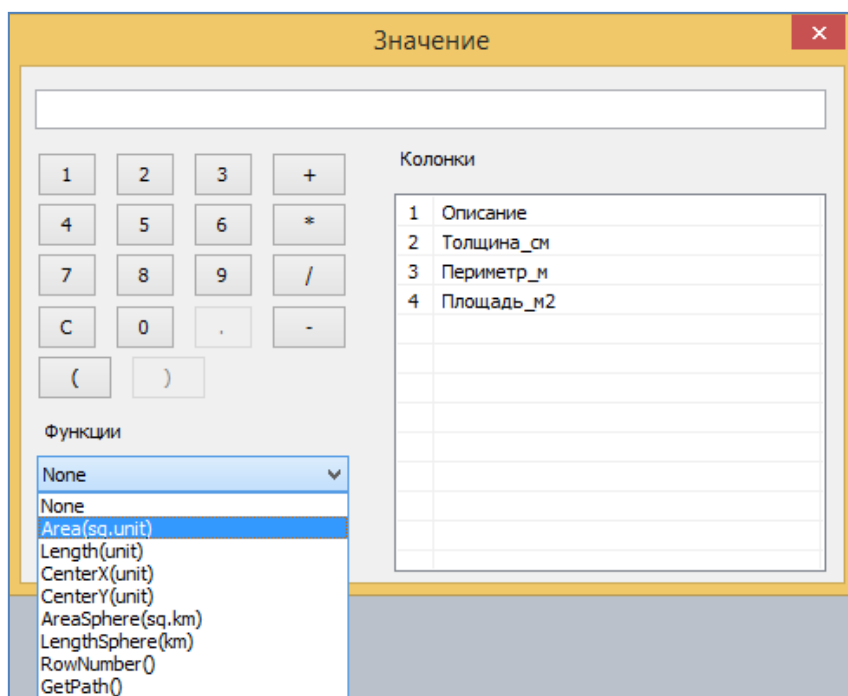 Значение
1 2 3 +
4 5 6 *
7 8 9 /
C 0 . -
( )
Функции
None
None
Area(sq.unit)
Length(unit)
CenterX(unit)
CenterY(unit)
AreaSphere(sq.km)
LengthSphere(km)
RowNumber()
GetPath()
Колонки
1 Описание
2 Толщина_см
3 Периметр_м
4 Площадь_м2